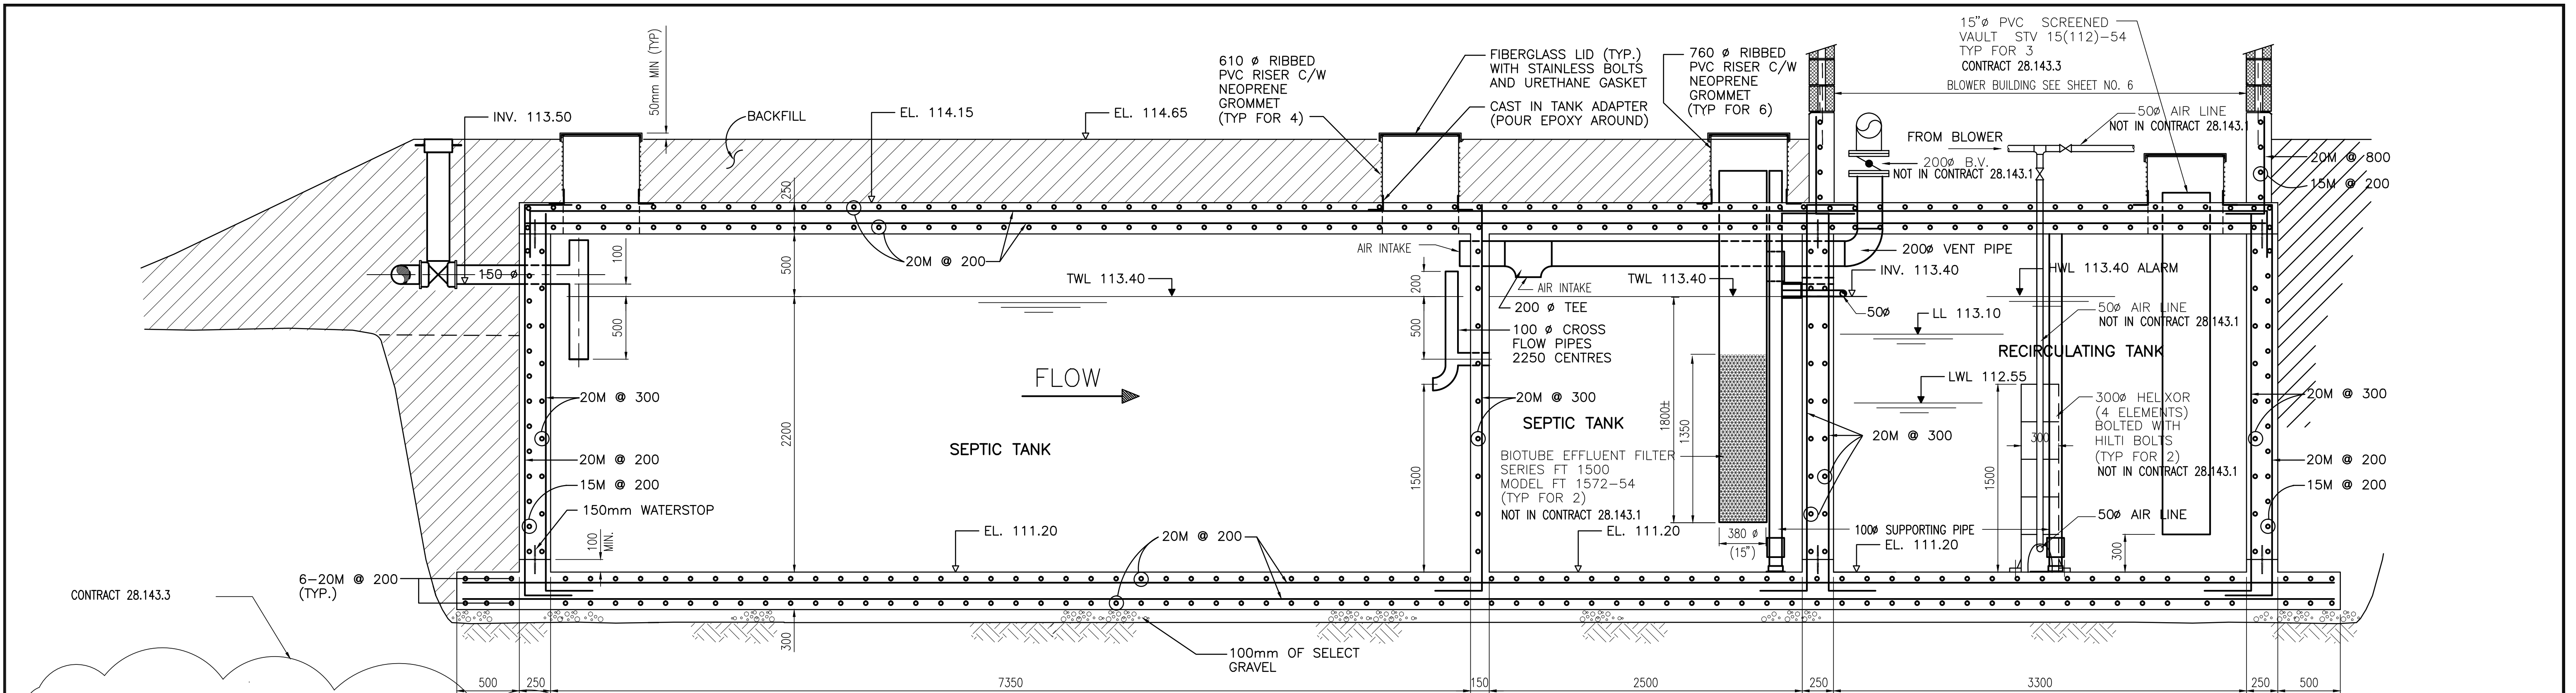 50mm MIN (TYP)
INV. 113.50
BACKFILL
EL. 114.15
EL. 114.65
610 ø RIBBED
PVC RISER C/W
NEOPRENE
GROMMET
(TYP FOR 4)
FIBERGLASS LID (TYP.)
WITH STAINLESS BOLTS
AND URETHANE GASKET
CAST IN TANK ADAPTER
(POUR EPOXY AROUND)
760 ø RIBBED
PVC RISER C/W
NEOPRENE
GROMMET
(TYP FOR 6)
15"ø PVC SCREENED
VAULT STV 15(112)-54
TYP FOR 3
CONTRACT 28.143.3
BLOWER BUILDING SEE SHEET NO. 6
50ø AIR LINE
NOT IN CONTRACT 28.143.1
FROM BLOWER
200ø B.V.
NOT IN CONTRACT 28.143.1
20M @ 800
15M @ 200
250
150 ø
100
500
20M @ 200
500
TWL 113.40
AIR INTAKE
200
AIR INTAKE
200 ø TEE
TWL 113.40
200ø VENT PIPE
INV. 113.40
50ø
HWL 113.40 ALARM
50ø AIR LINE
NOT IN CONTRACT 28.143.1
LL 113.10
RECIRCULATING TANK
500
100 ø CROSS
FLOW PIPES
2250 CENTRES
FLOW
LWL 112.55
20M @ 300
20M @ 200
15M @ 200
150mm WATERSTOP
2200
SEPTIC TANK
1500
20M @ 300
SEPTIC TANK
BIOTUBE EFFLUENT FILTER
SERIES FT 1500
MODEL FT 1572-54
(TYP FOR 2)
NOT IN CONTRACT 28.143.1
1800±
1350
20M @ 300
300
1500
300ø HELIXOR
(4 ELEMENTS)
BOLTED WITH
HILTI BOLTS
(TYP FOR 2)
NOT IN CONTRACT 28.143.1
20M @ 300
20M @ 200
15M @ 200
100
MIN.
EL. 111.20
20M @ 200
EL. 111.20
380 ø
(15")
100ø SUPPORTING PIPE
EL. 111.20
50ø AIR LINE
300
6-20M @ 200
(TYP.)
CONTRACT 28.143.3
300
100mm OF SELECT
GRAVEL
500
250
7350
150
2500
250
3300
250
500